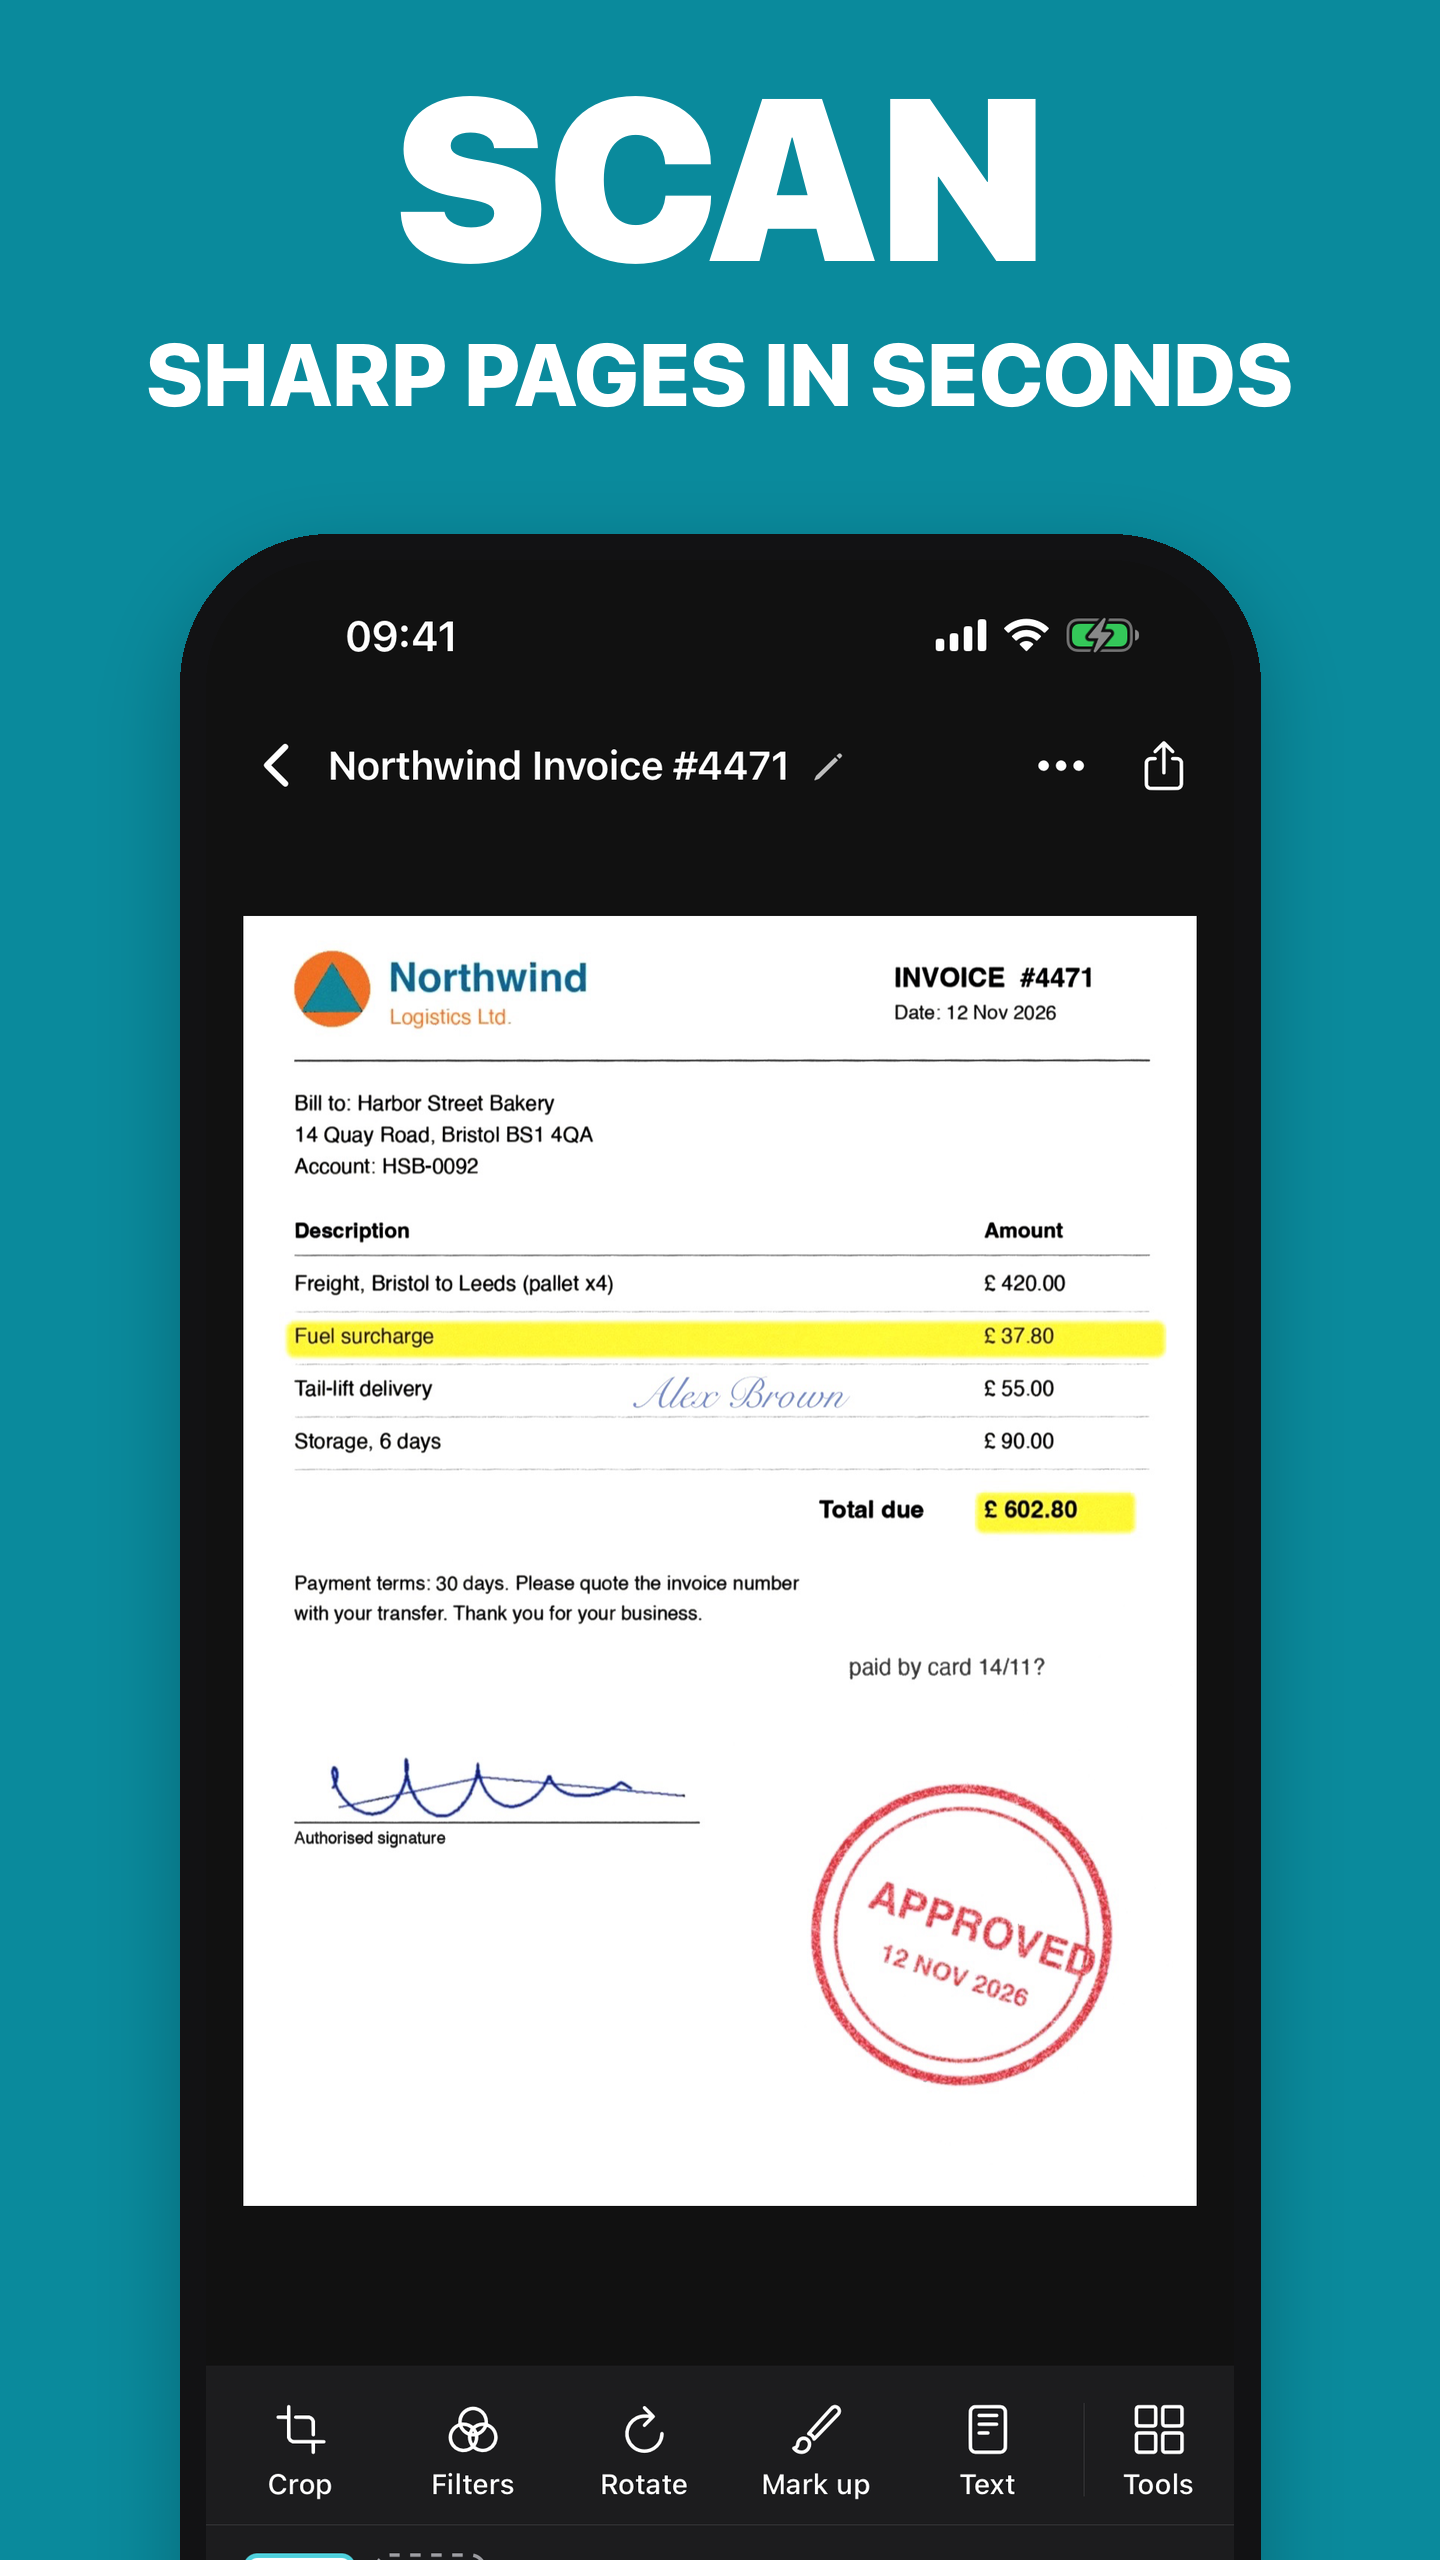 SCAN
SHARP PAGES IN SECONDS
09:41
Northwind Invoice #4471
Northwind
Logistics Ltd.
INVOICE #4471
Date: 12 Nov 2026
Bill to: Harbor Street Bakery
14 Quay Road, Bristol BS1 4QA
Account: HSB-0092
Description Amount
Freight, Bristol to Leeds (pallet x4) £ 420.00
Fuel surcharge £ 37.80
Tail-lift delivery Alex Brown £ 55.00
Storage, 6 days £ 90.00
Total due £ 602.80
Payment terms: 30 days. Please quote the invoice number
with your transfer. Thank you for your business.
paid by card 14/11?
Authorised signature
APPROVED
12 NOV 2026
Crop Filters Rotate Mark up Text Tools